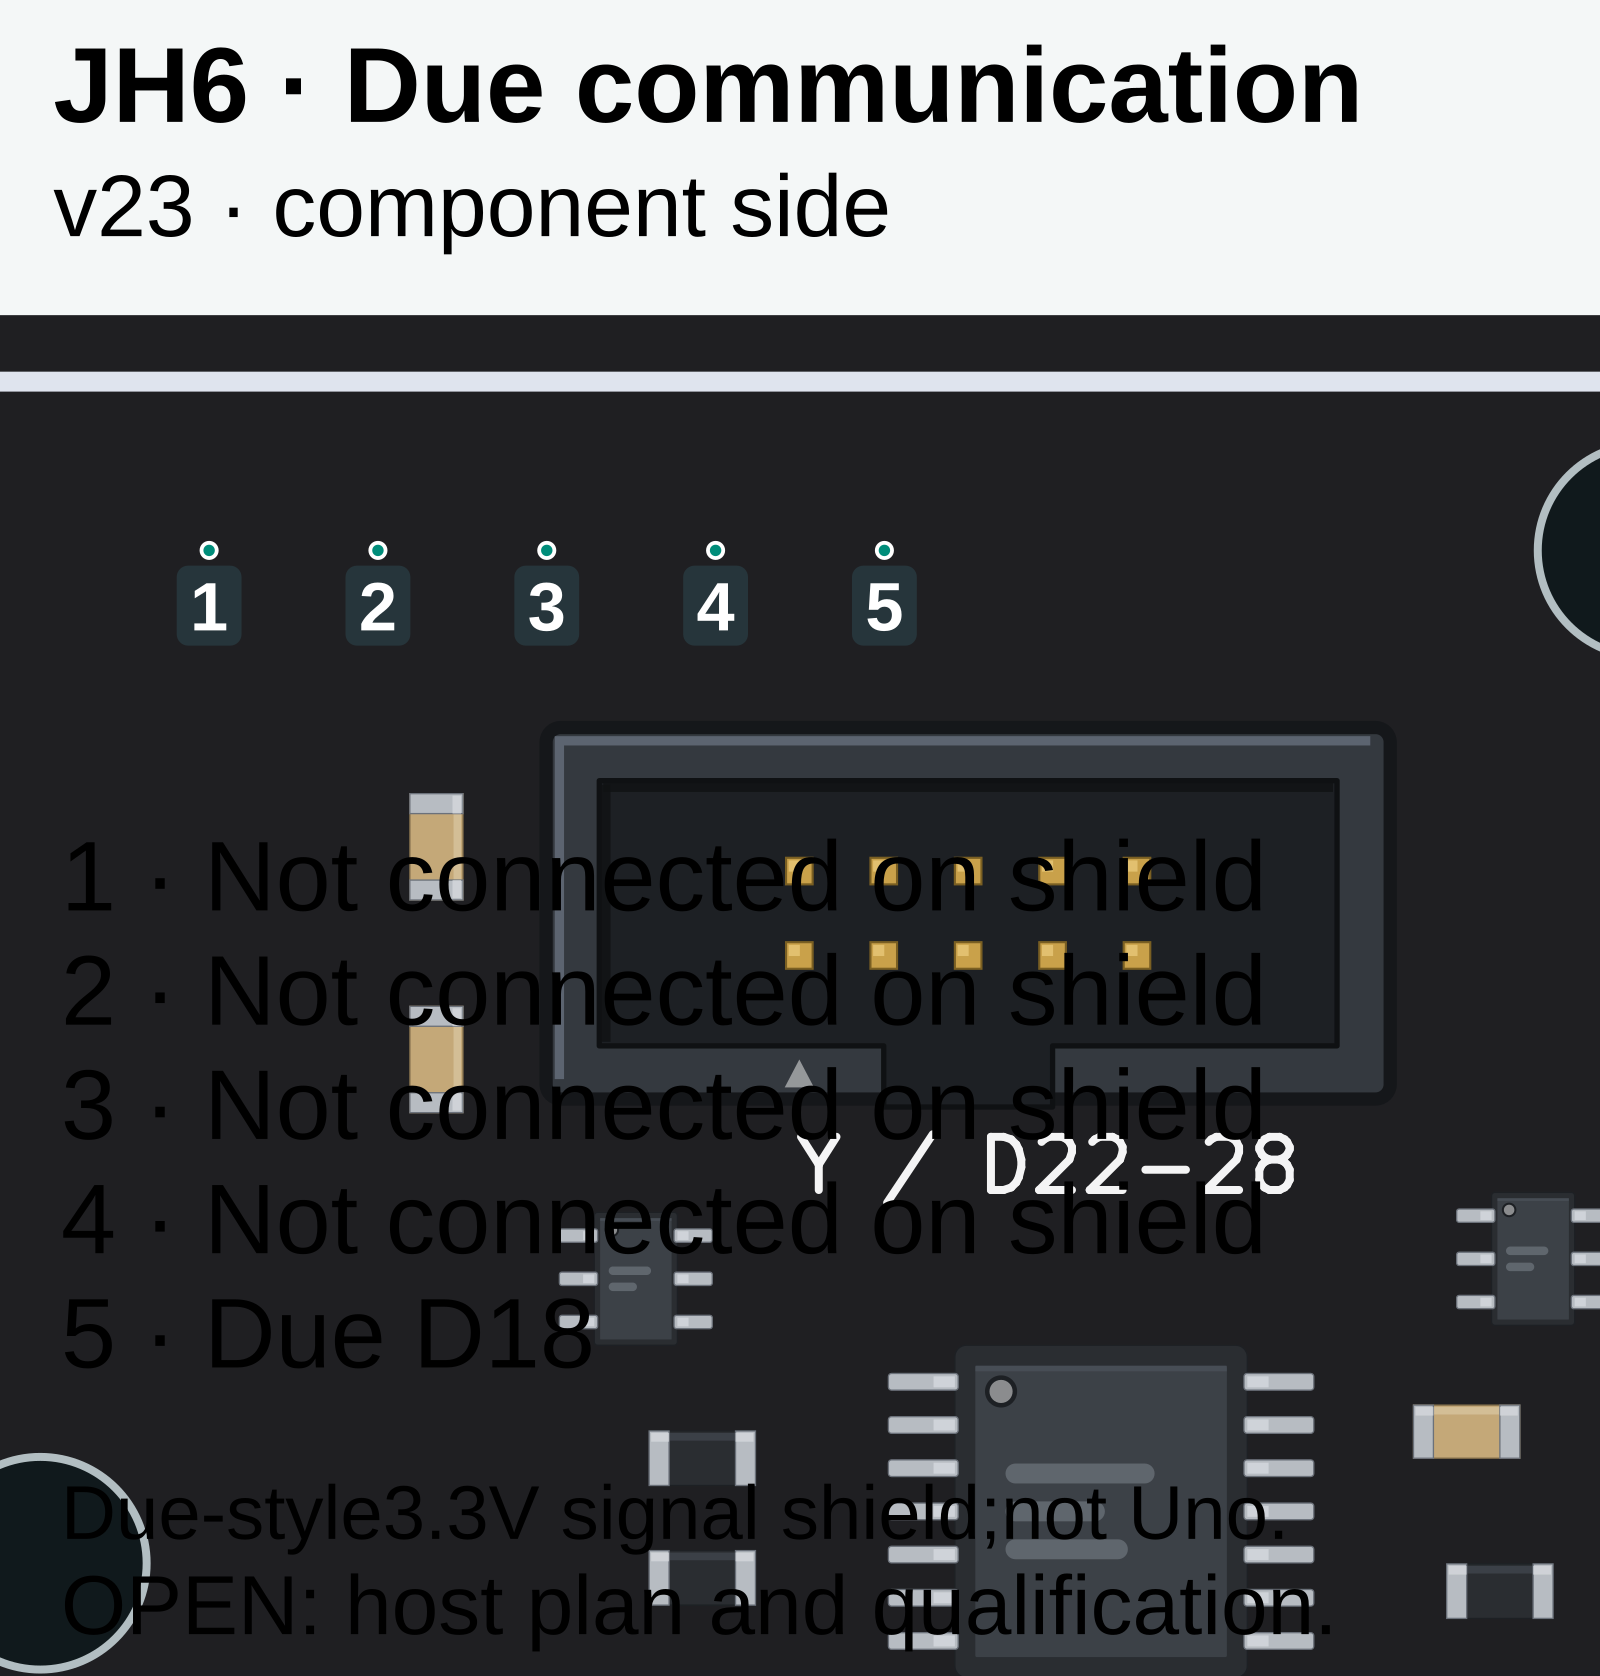 JH6 · Due communication
v23 · component side
1 2 3 4 5
1 · Not connected on shield
2 · Not connected on shield
3 · Not connected on shield
Y / D22-28
4 · Not connected on shield
5 · Due D18
Due-style3.3V signal shield;not Uno.
OPEN: host plan and qualification.